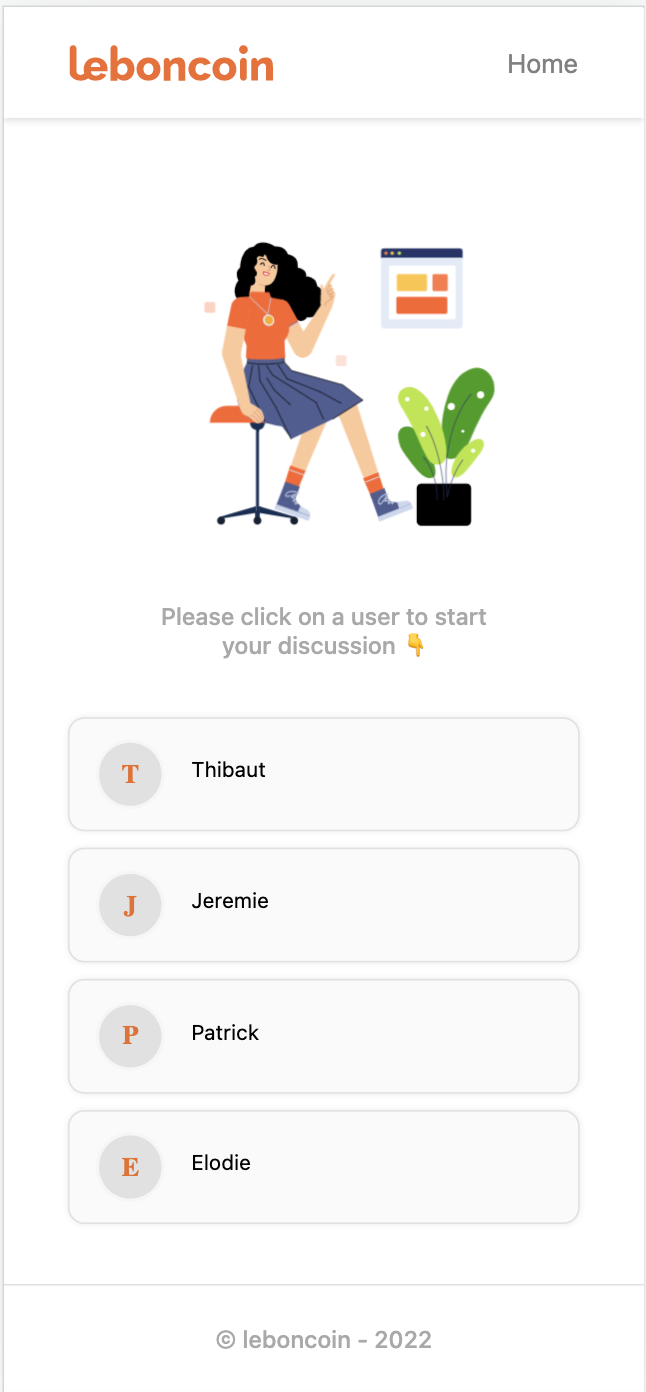 leboncoin
Home
Please click on a user to start
your discussion 👇
T
Thibaut
J
Jeremie
P
Patrick
E
Elodie
© leboncoin - 2022